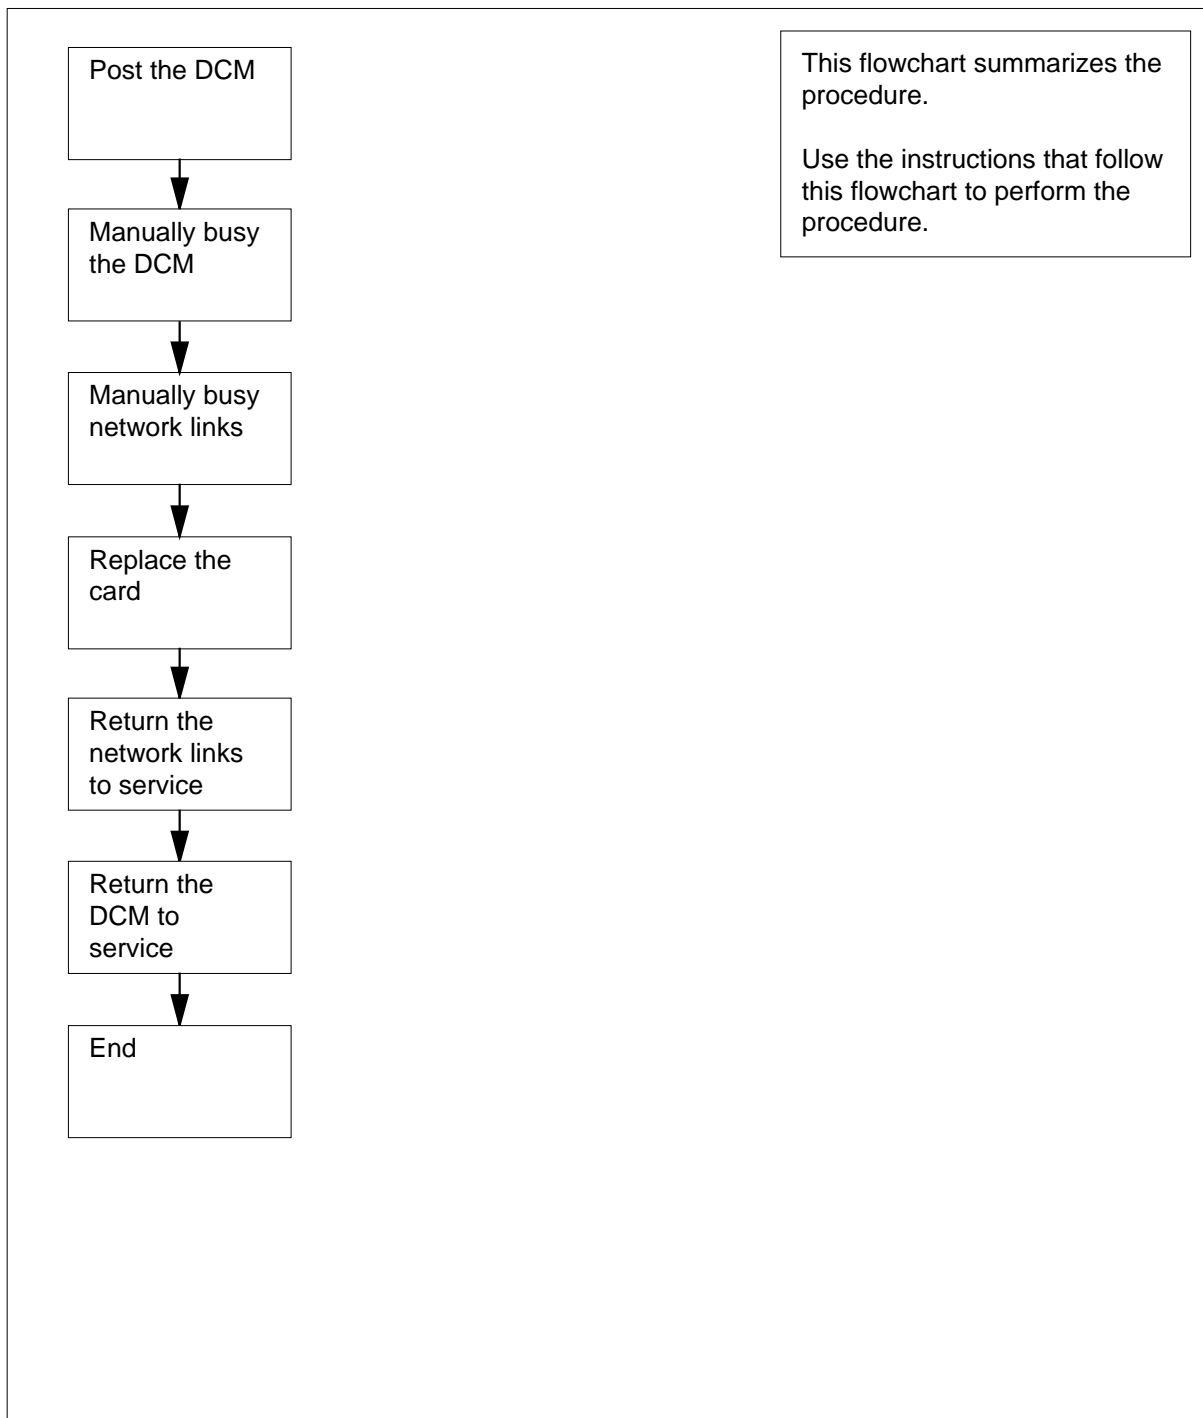 Post the DCM
Manually busy
the DCM
Manually busy
network links
Replace the
card
Return the
network links
to service
Return the
DCM to
service
End
This flowchart summarizes the
procedure.
Use the instructions that follow
this flowchart to perform the
procedure.